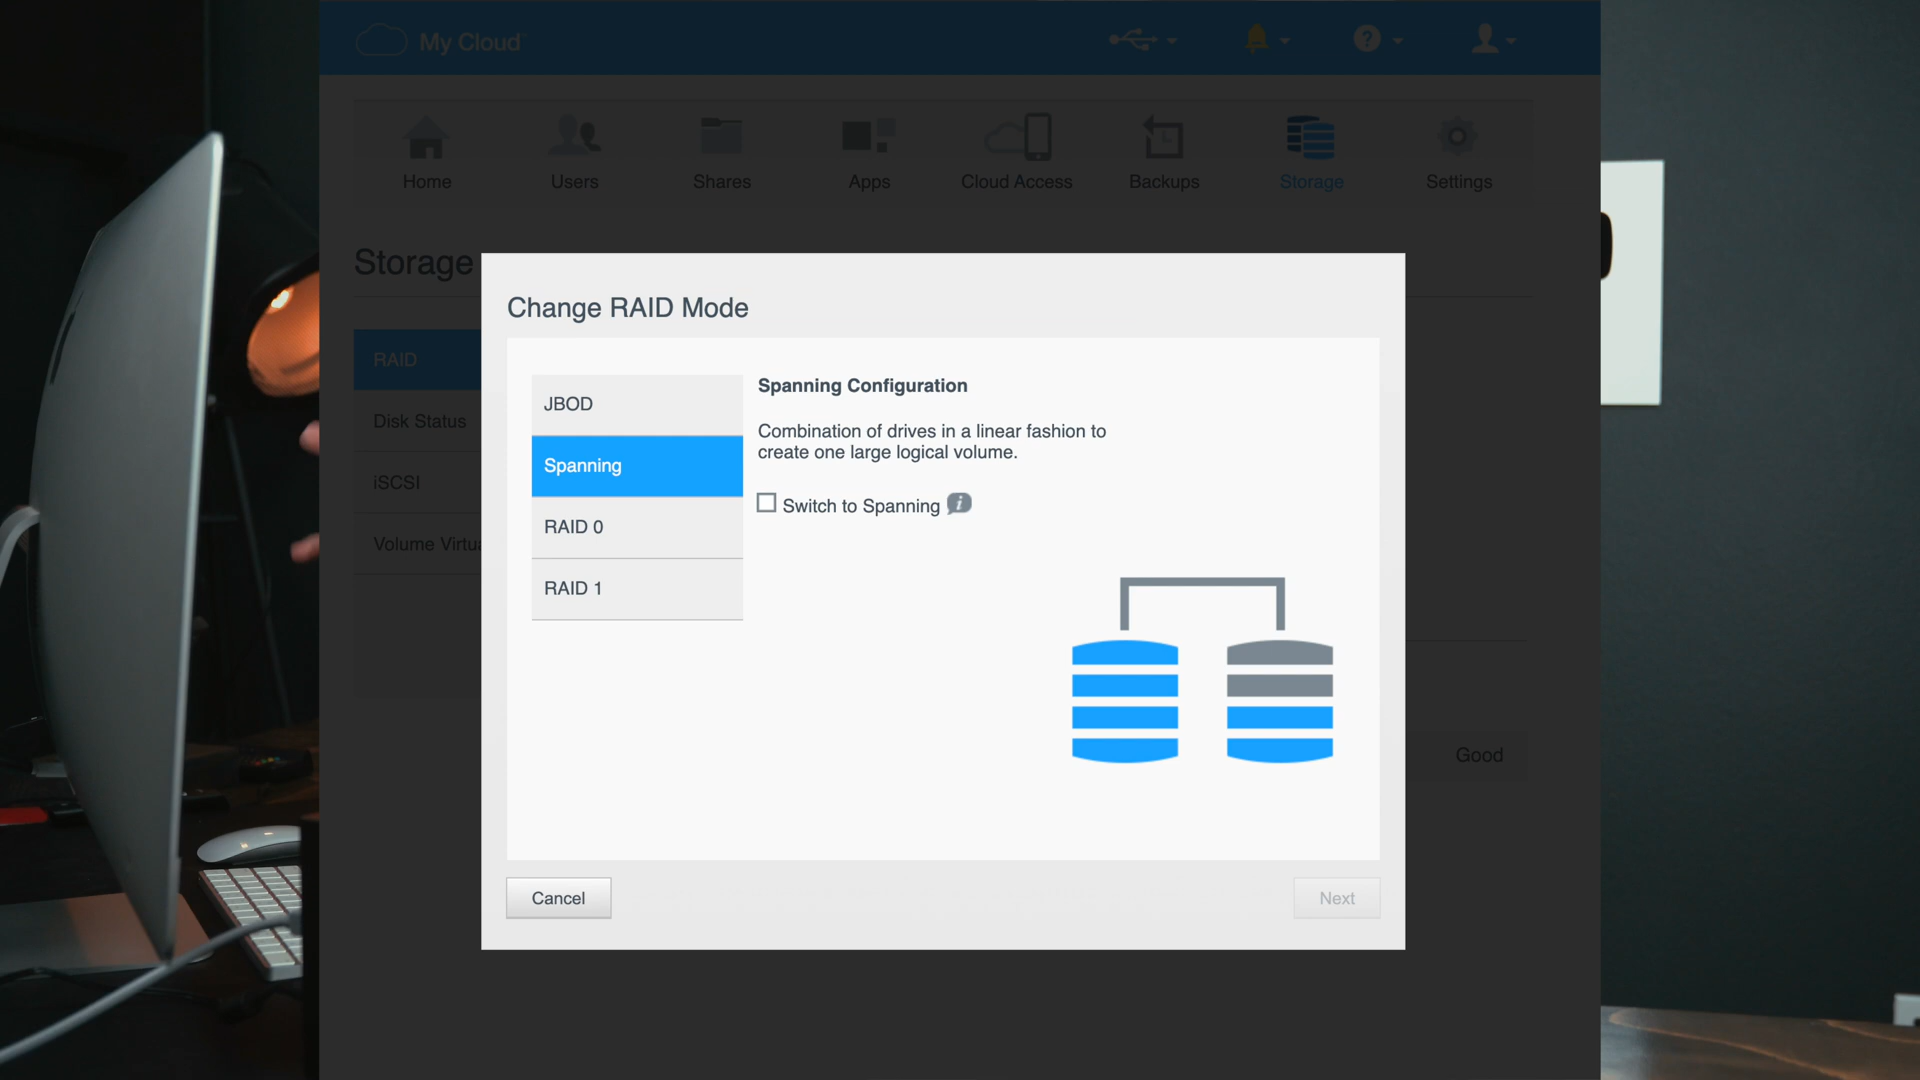 My Cloud
Home
Users
Shares
Apps
Cloud Access
Backups
Storage
Settings
Storage
RAID
Disk Status
iSCSI
Volume Virtua
Change RAID Mode
JBOD
Spanning
RAID 0
RAID 1
Spanning Configuration
Combination of drives in a linear fashion to
create one large logical volume.
Switch to Spanning
Good
Cancel
Next